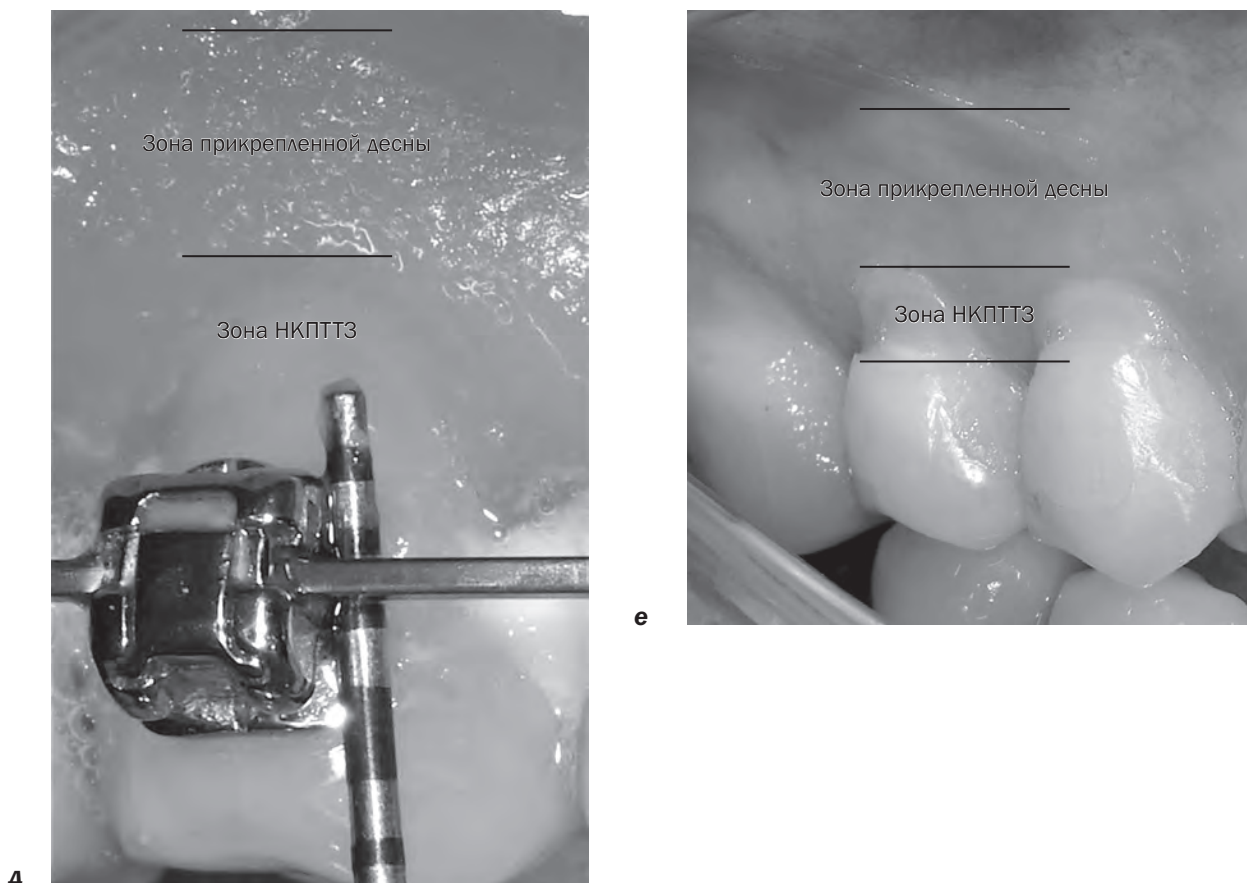 Зона прикрепленной десны
Зона НКПТТЗ
д
Зона прикрепленной десны
Зона НКПТТЗ
е